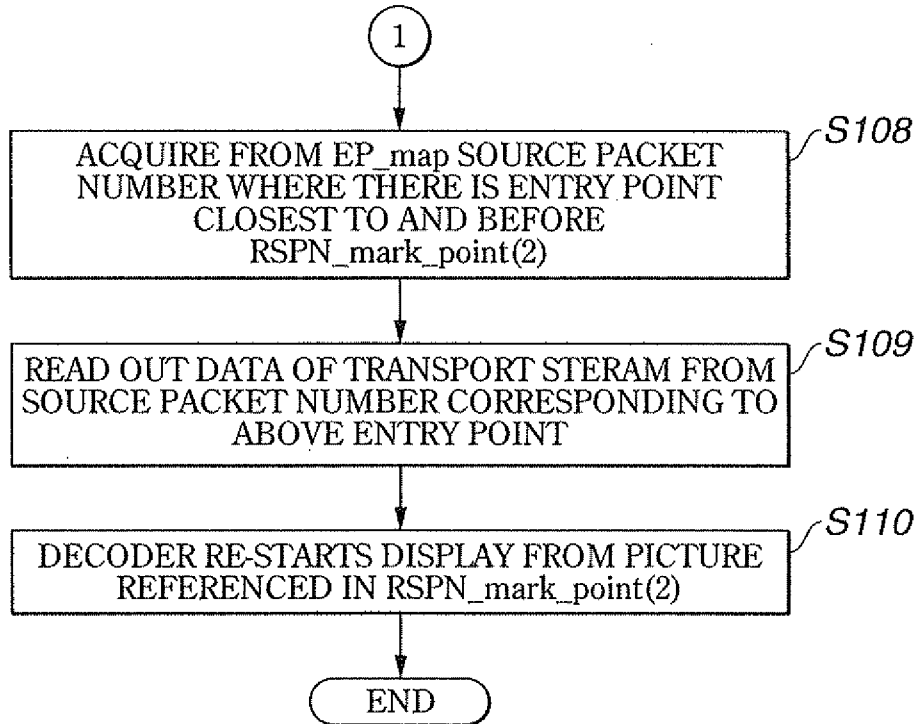 1
S108
ACQUIRE FROM EP_map SOURCE PACKET
NUMBER WHERE THERE IS ENTRY POINT
CLOSEST TO AND BEFORE
RSPN_mark_point(2)
S109
READ OUT DATA OF TRANSPORT STERAM FROM
SOURCE PACKET NUMBER CORRESPONDING TO
ABOVE ENTRY POINT
S110
DECODER RE-STARTS DISPLAY FROM PICTURE
REFERENCED IN RSPN_mark_point(2)
END